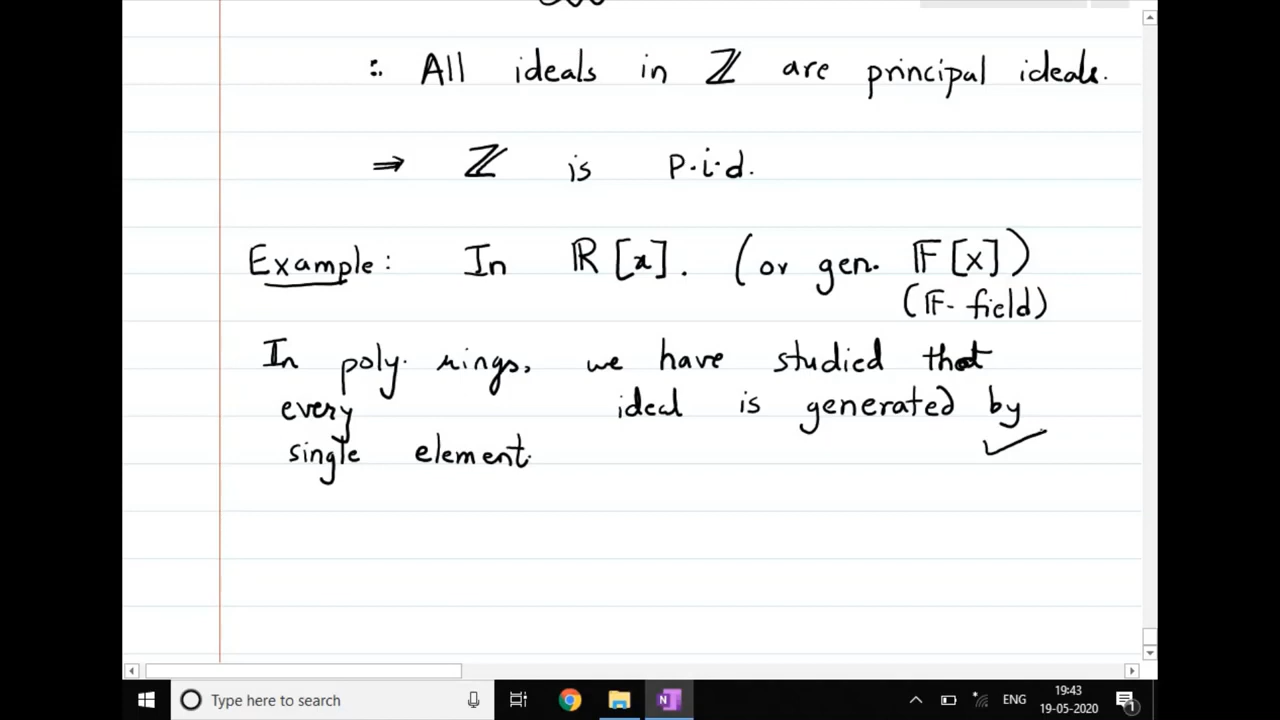 ∴ All ideals in ℤ are principal ideals.
⇒ ℤ is p.i.d.
Example: In ℝ[x]. (or gen. 𝔽[x])
(𝔽- field)
In poly. rings, we have studied that
every ideal is generated by
single element.
Type here to search
ENG
19:43
19-05-2020
1